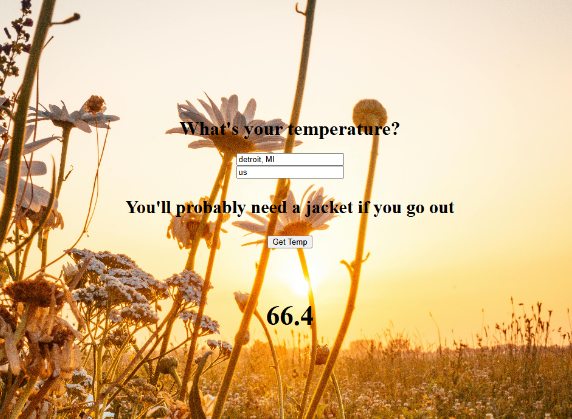 What's your temperature?
detroit, MI
us
You'll probably need a jacket if you go out
Get Temp
66.4